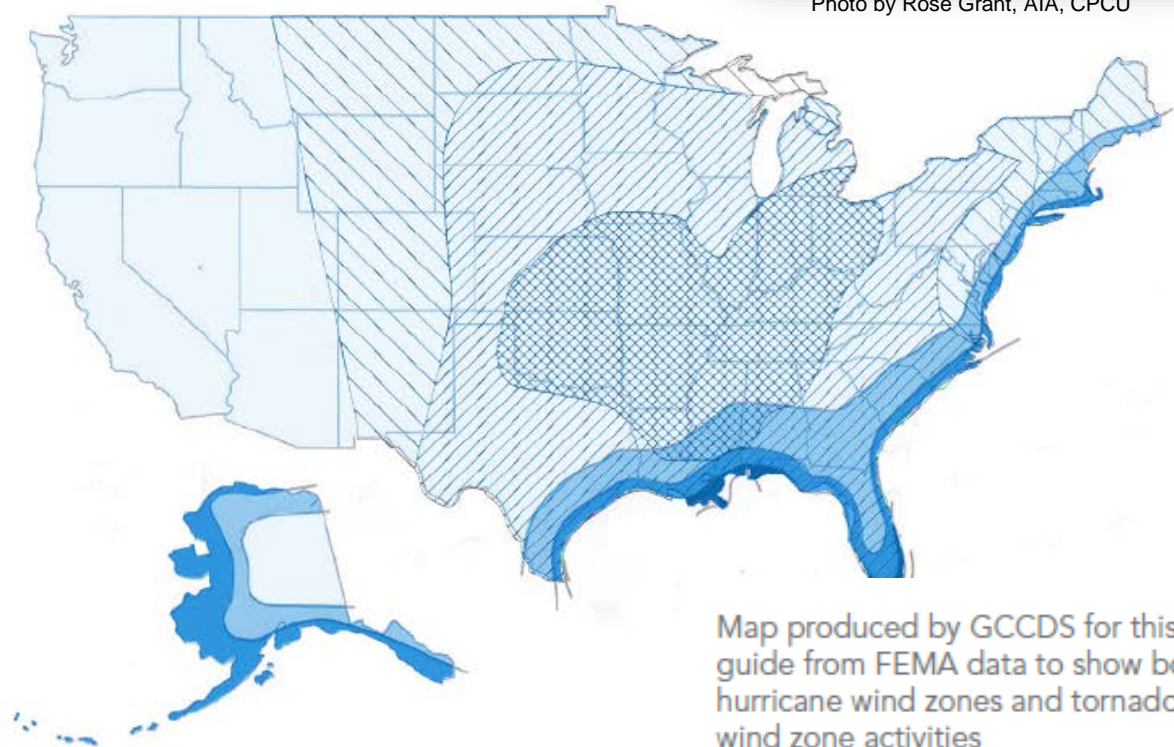 Photo by Rose Grant, AIA, CPCU
Map produced by GCCDS for this
guide from FEMA data to show
hurricane wind zones and tornado
wind zone activities